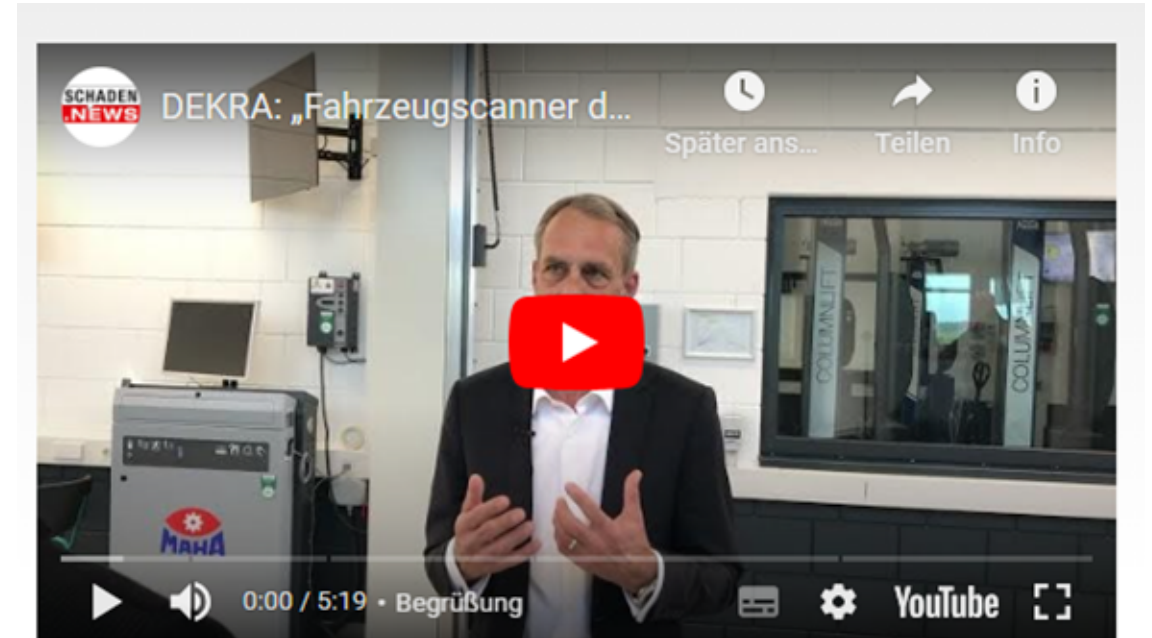 SCHADEN
.NEWS
DEKRA: „Fahrzeugscanner d...
Später ans...
Teilen
Info
COLUMNLIFT
COLUMNLIFT
MAHA
0:00 / 5:19 • Begrüßung
YouTube